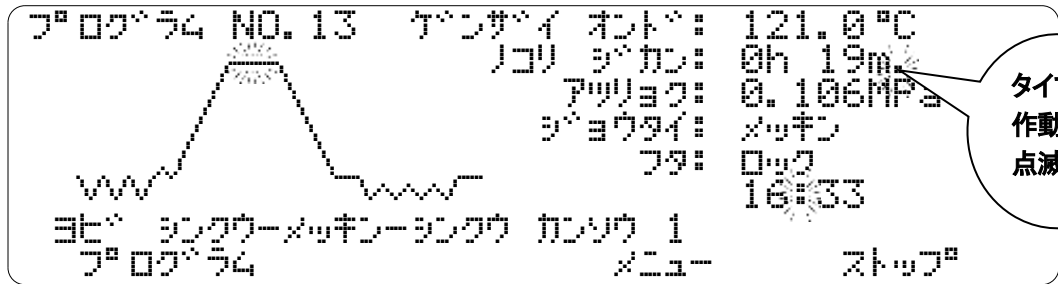 プログラム NO.13 ゲンザイ オンド: 121.0°C
ノコリ ジカン: 0h 19m.
アツリョク: 0.106MPa
ジョウタイ: メッキン
フタ: ロック
16:33
ヨビ シンクウーメッキンーシンクウ カンソウ 1
プログラム メニュー ストップ
タイ
作動
点滅